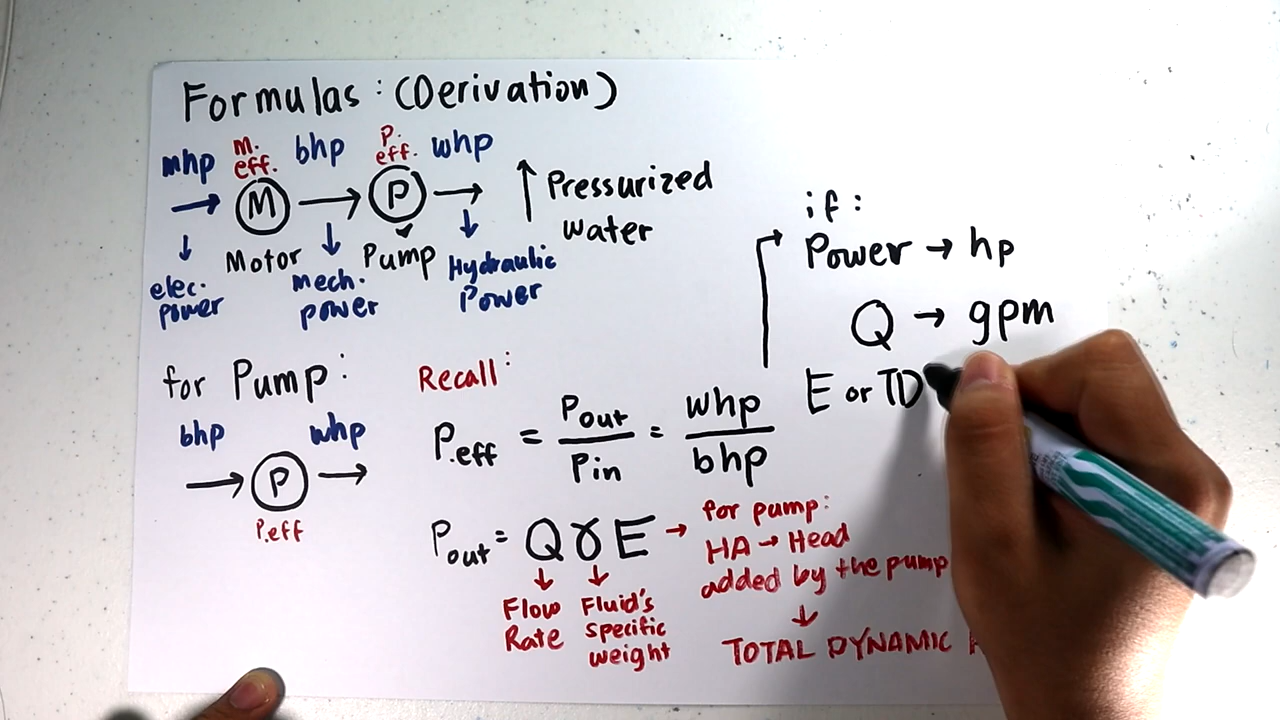 Formulas: (Derivation)
mhp m. eff. bhp P. eff. whp
M P
Pressurized
water
Motor Pump
elec. power
mech. power
Hydraulic Power
if:
Power → hp
Q → gpm
E or TD
for Pump:
bhp whp
P
P.eff
Recall:
P.eff = Pout / Pin = whp / bhp
Pout = QγE → for pump:
HA → Head
added by the pump
TOTAL DYNAMIC
Flow Rate
Fluid's specific weight